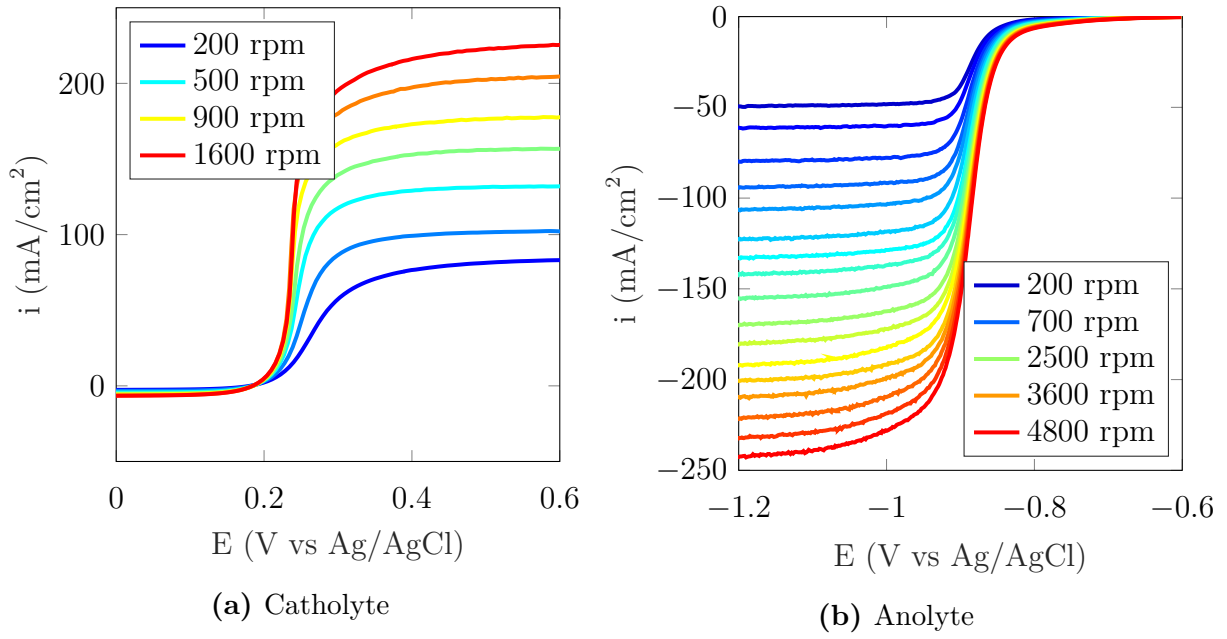 i (mA/cm²)
200
100
0
200 rpm
500 rpm
900 rpm
1600 rpm
0 0.2 0.4 0.6
E (V vs Ag/AgCl)
(a) Catholyte
i (mA/cm²)
0
−50
−100
−150
−200
−250
200 rpm
700 rpm
2500 rpm
3600 rpm
4800 rpm
−1.2 −1 −0.8 −0.6
E (V vs Ag/AgCl)
(b) Anolyte